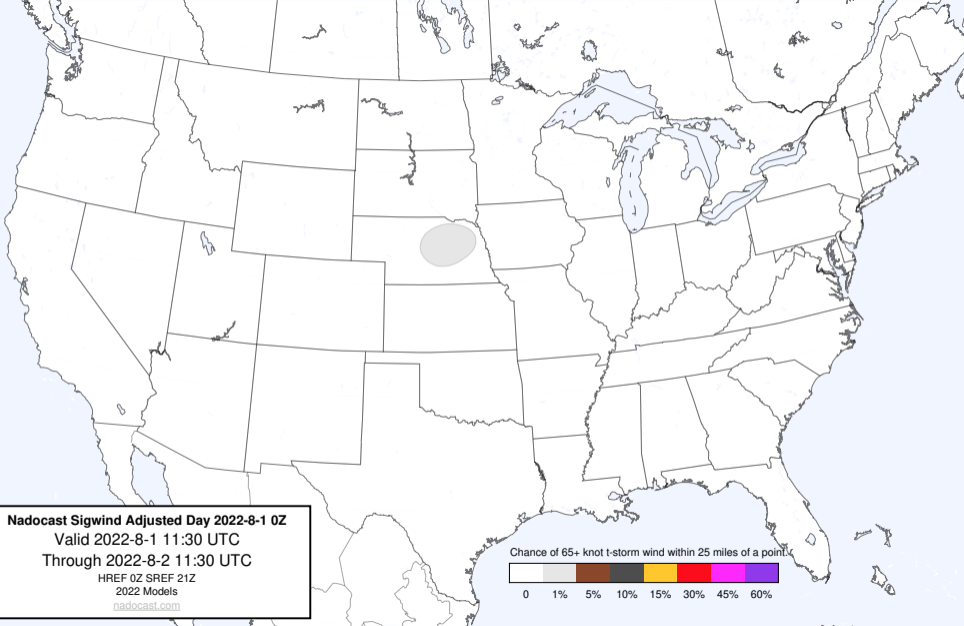 Nadocast Sigwind Adjusted Day 2022-8-1 0Z
Valid 2022-8-1 11:30 UTC
Through 2022-8-2 11:30 UTC
HREF 0Z SREF 21Z
2022 Models
nadocast.com
Chance of 65+ knot t-storm wind within 25 miles of a point.
0 1% 5% 10% 15% 30% 45% 60%